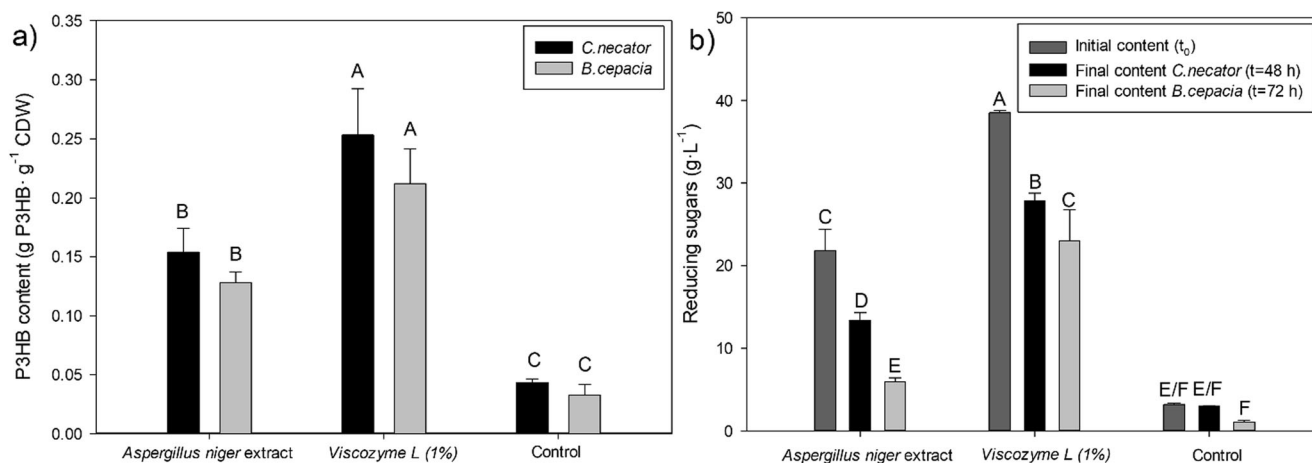 a)
P3HB content (g P3HB· g⁻¹ CDW)
0.35
0.30
0.25
0.20
0.15
0.10
0.05
0.00
C.necator
B.cepacia
B
B
A
A
C
C
Aspergillus niger extract
Viscozyme L (1%)
Control
b)
Reducing sugars (g·L⁻¹)
50
40
30
20
10
0
Initial content (t₀)
Final content C.necator (t=48 h)
Final content B.cepacia (t=72 h)
C
D
E
A
B
C
E/F E/F
F
Aspergillus niger extract
Viscozyme L (1%)
Control